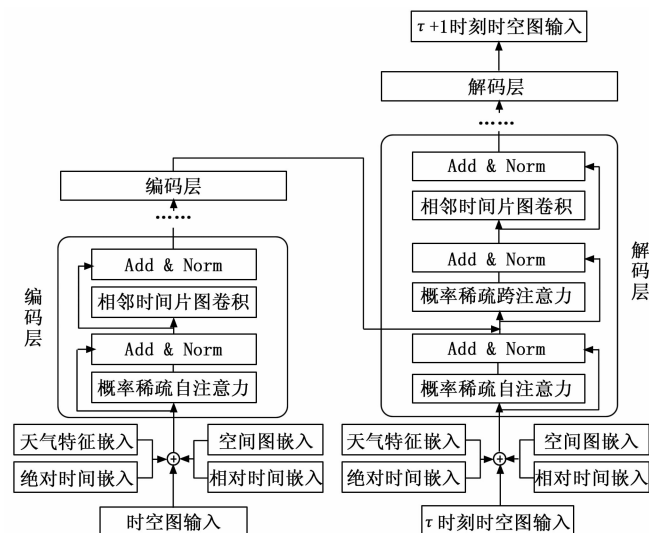 τ+1时刻时空图输入
解码层
……
Add & Norm
相邻时间片图卷积
Add & Norm
概率稀疏跨注意力
Add & Norm
概率稀疏自注意力
解码层
天气特征嵌入
空间图嵌入
绝对时间嵌入
相对时间嵌入
τ时刻时空图输入
编码层
……
Add & Norm
相邻时间片图卷积
Add & Norm
概率稀疏自注意力
编码层
天气特征嵌入
空间图嵌入
绝对时间嵌入
相对时间嵌入
时空图输入